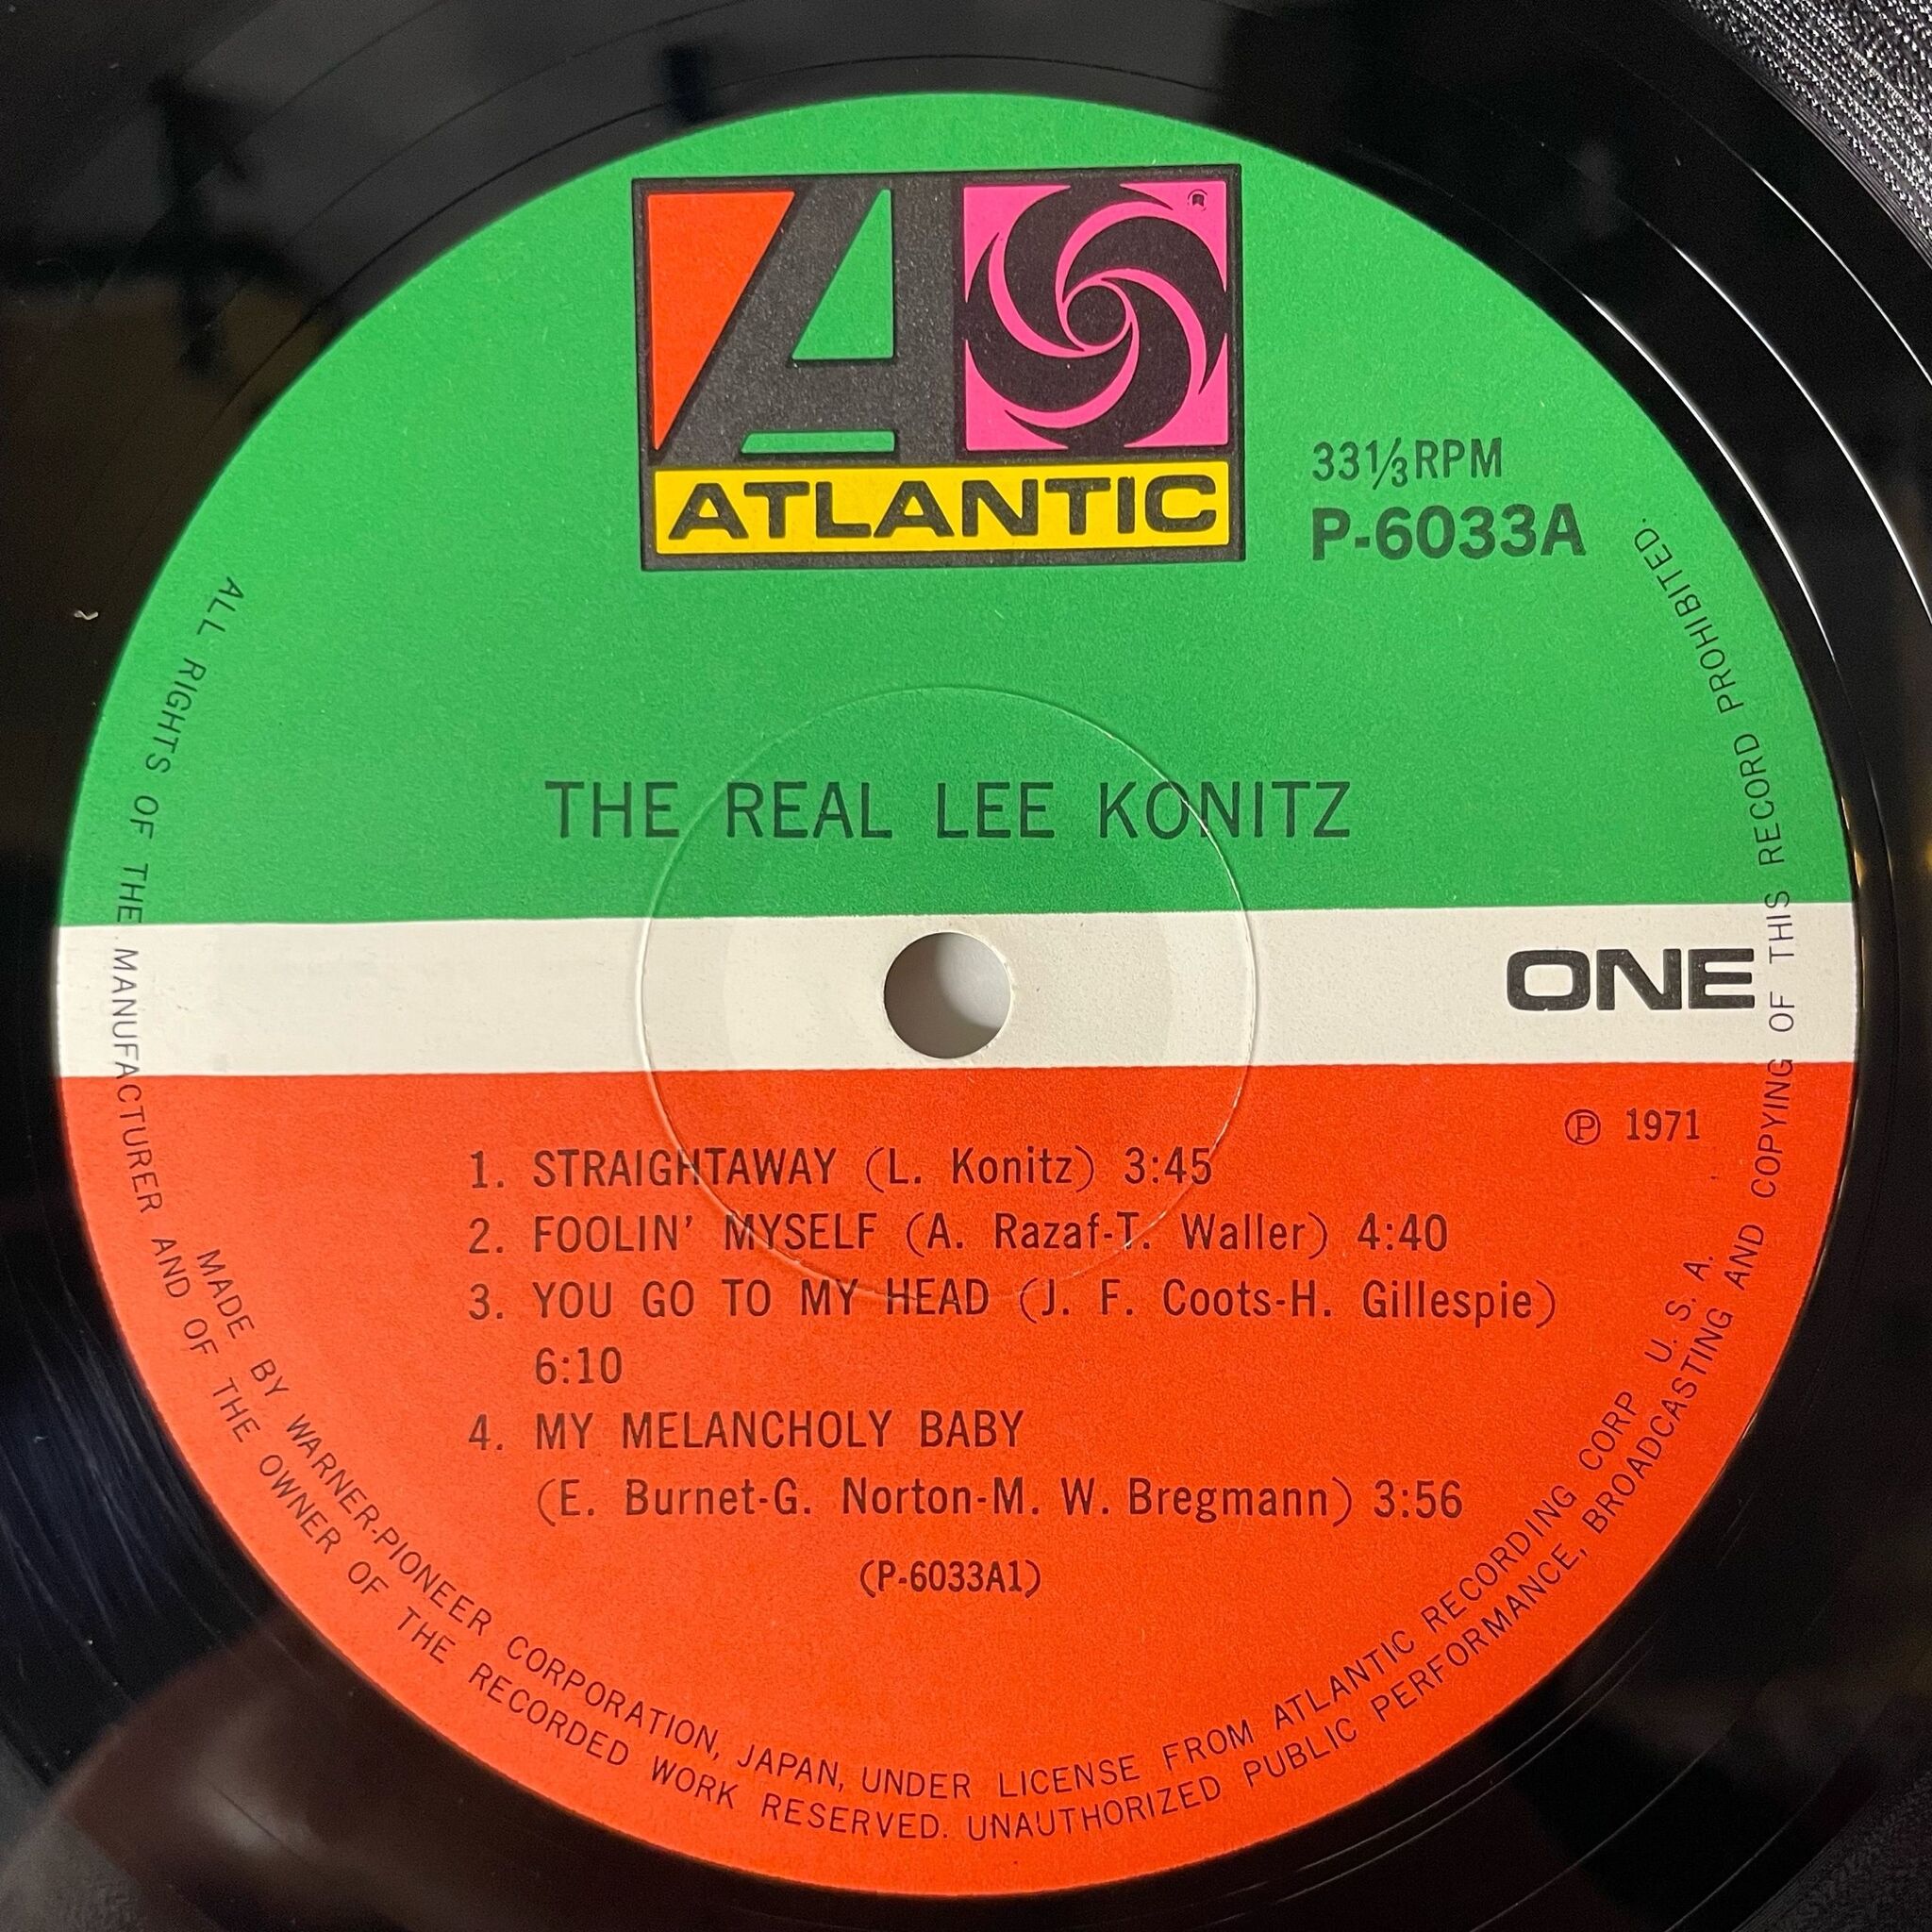 ATLANTIC
33⅓RPM
P-6033A
THE REAL LEE KONITZ
ONE
Ⓟ 1971
1. STRAIGHTAWAY (L. Konitz) 3:45
2. FOOLIN' MYSELF (A. Razaf-T. Waller) 4:40
3. YOU GO TO MY HEAD (J. F. Coots-H. Gillespie)
6:10
4. MY MELANCHOLY BABY
(E. Burnet-G. Norton-M. W. Bregmann) 3:56
(P-6033A1)
MADE BY WARNER-PIONEER CORPORATION, JAPAN, UNDER LICENSE FROM ATLANTIC RECORDING CORP U. S. A.
ALL RIGHTS OF THE MANUFACTURER AND OF THE OWNER OF THE RECORDED WORK RESERVED. UNAUTHORIZED PUBLIC PERFORMANCE, BROADCASTING AND COPYING OF THIS RECORD PROHIBITED.